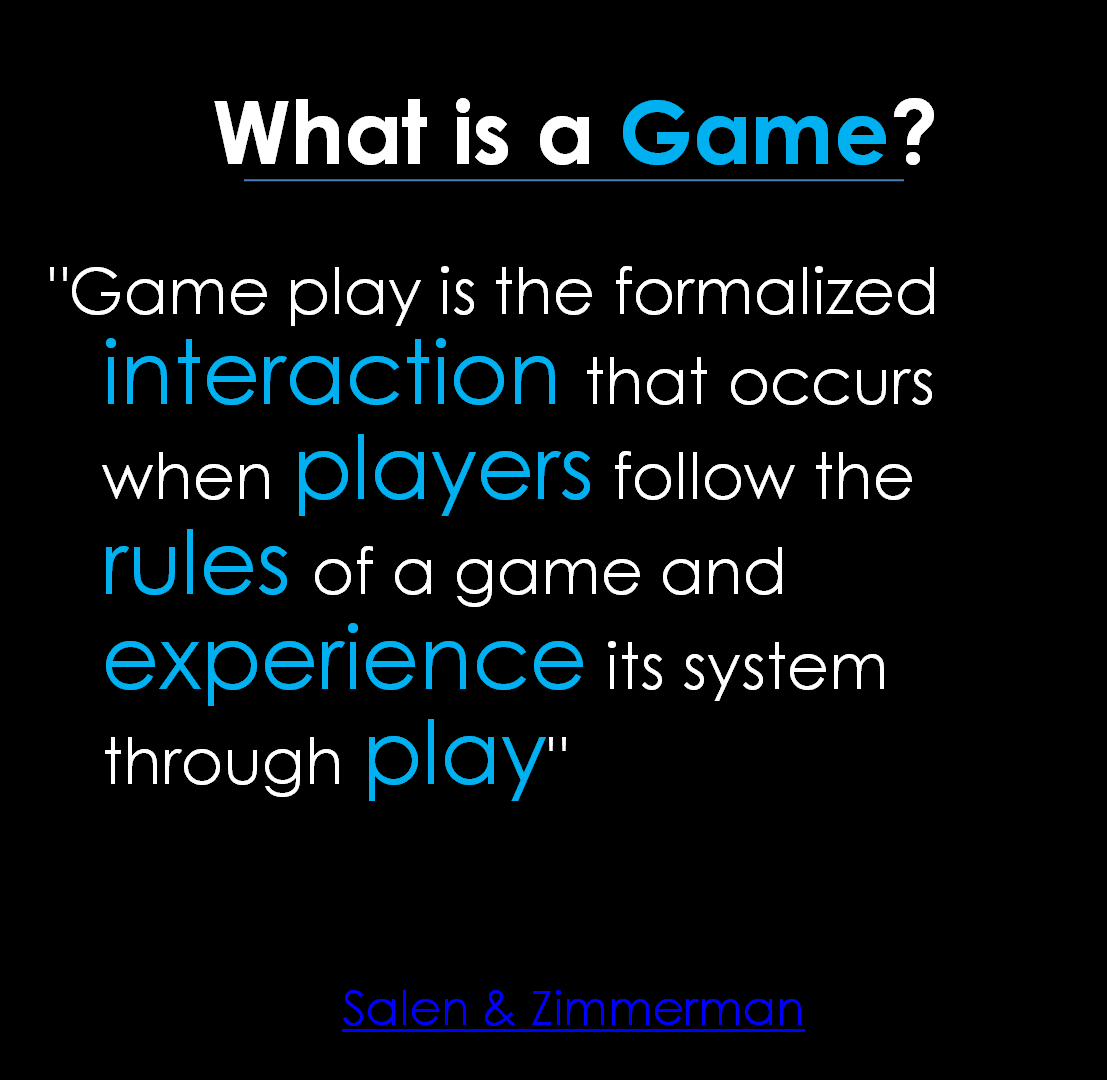 What is a Game?
"Game play is the formalized
interaction that occurs
when players follow the
rules of a game and
experience its system
through play"
Salen & Zimmerman